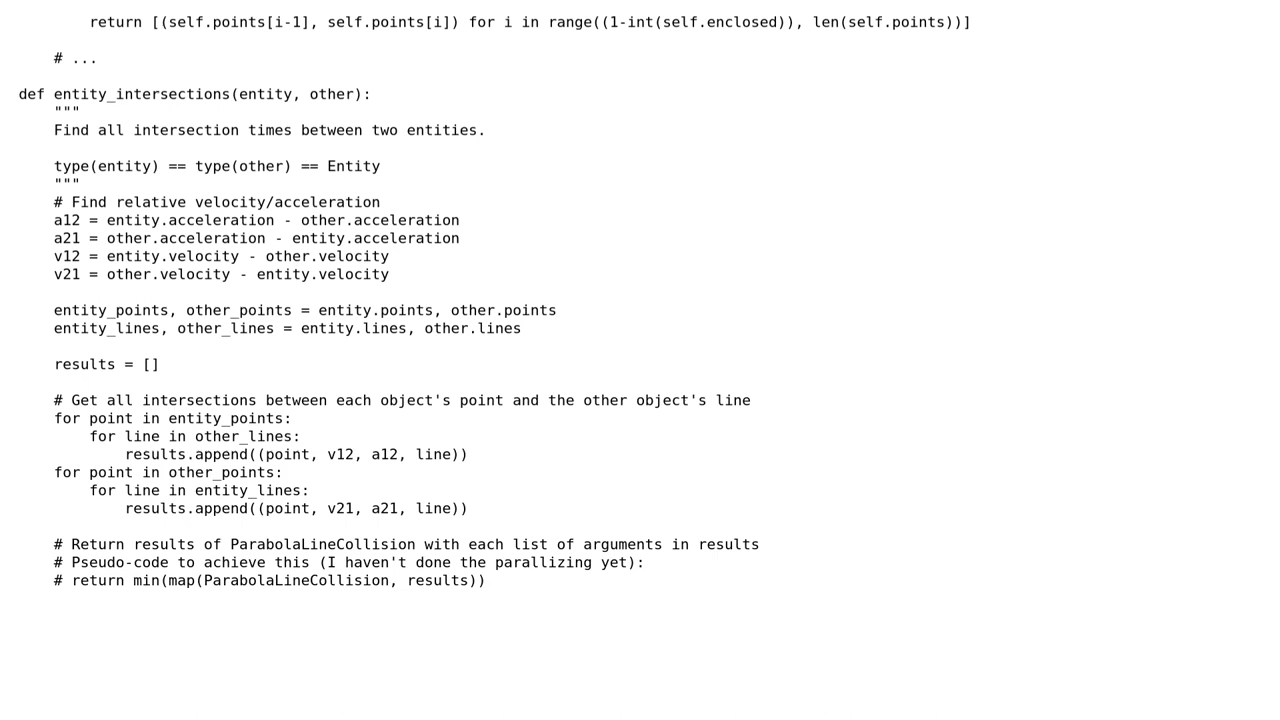 return [(self.points[i-1], self.points[i]) for i in range((1-int(self.enclosed)), len(self.points))]

    # ...

def entity_intersections(entity, other):
    """
    Find all intersection times between two entities.

    type(entity) == type(other) == Entity
    """
    # Find relative velocity/acceleration
    a12 = entity.acceleration - other.acceleration
    a21 = other.acceleration - entity.acceleration
    v12 = entity.velocity - other.velocity
    v21 = other.velocity - entity.velocity

    entity_points, other_points = entity.points, other.points
    entity_lines, other_lines = entity.lines, other.lines

    results = []

    # Get all intersections between each object's point and the other object's line
    for point in entity_points:
        for line in other_lines:
            results.append((point, v12, a12, line))
    for point in other_points:
        for line in entity_lines:
            results.append((point, v21, a21, line))

    # Return results of ParabolaLineCollision with each list of arguments in results
    # Pseudo-code to achieve this (I haven't done the parallizing yet):
    # return min(map(ParabolaLineCollision, results))